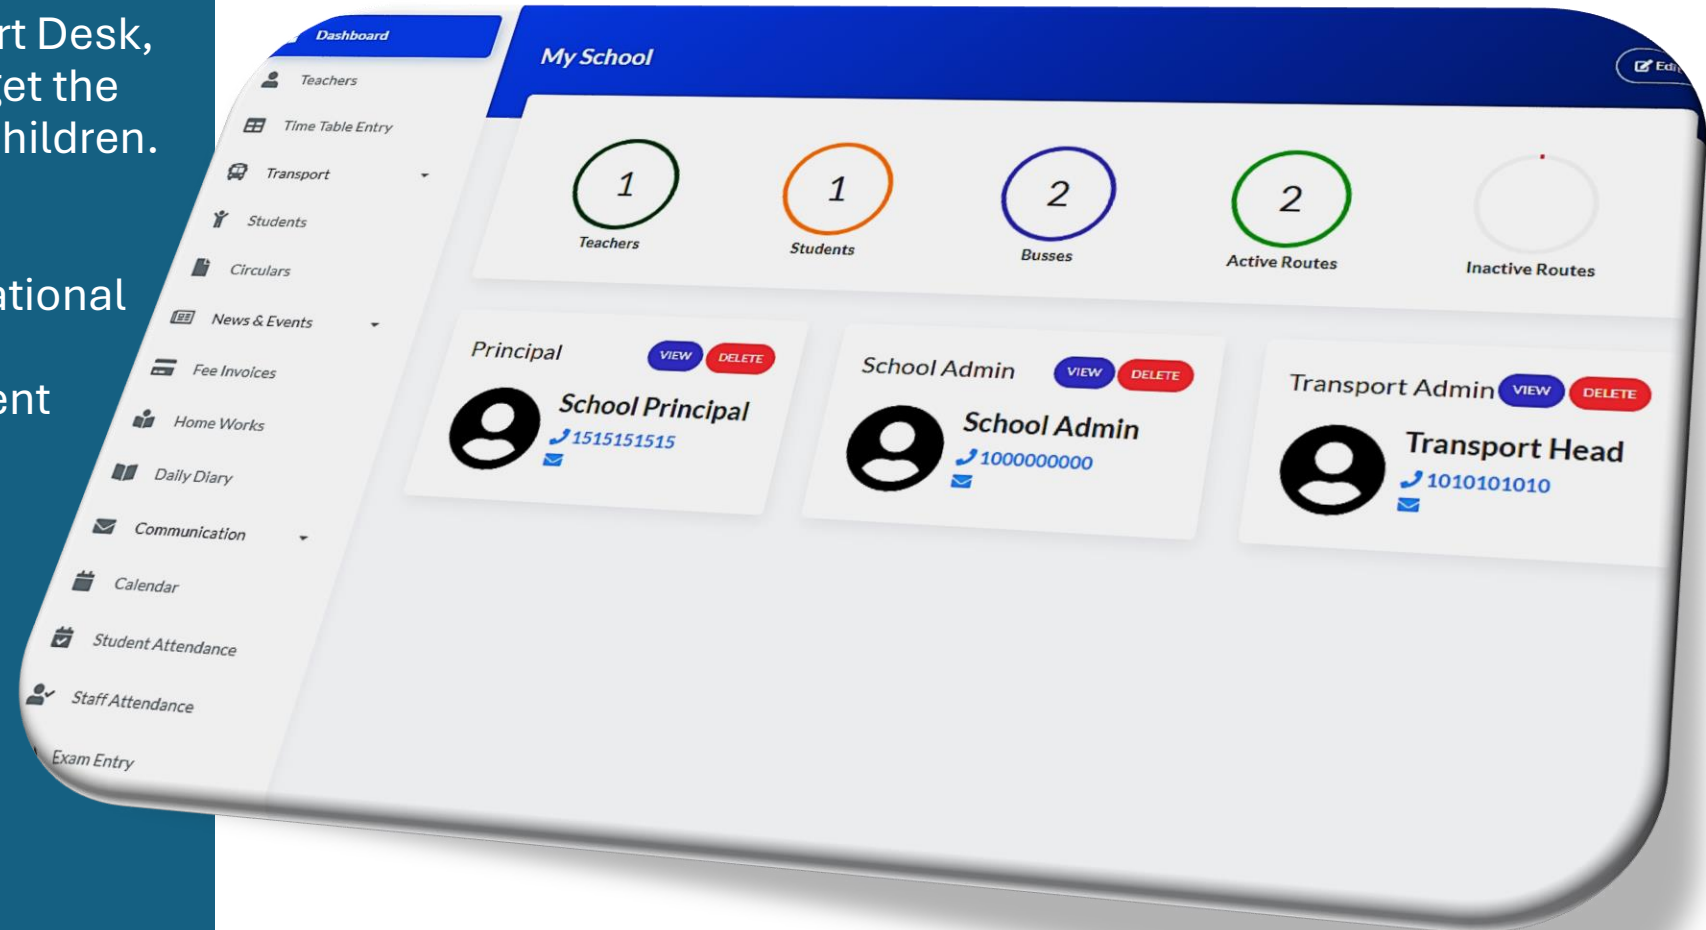 rt Desk,
get the
hildren.
ational
ent
Dashboard
Teachers
Time Table Entry
Transport
Students
Circulars
News & Events
Fee Invoices
Home Works
Daily Diary
Communication
Calendar
Student Attendance
Staff Attendance
Exam Entry
My School
Edi
1
Teachers
1
Students
2
Busses
2
Active Routes
Inactive Routes
Principal
VIEW DELETE
School Principal
1515151515
School Admin
VIEW DELETE
School Admin
1000000000
Transport Admin
VIEW DELETE
Transport Head
1010101010